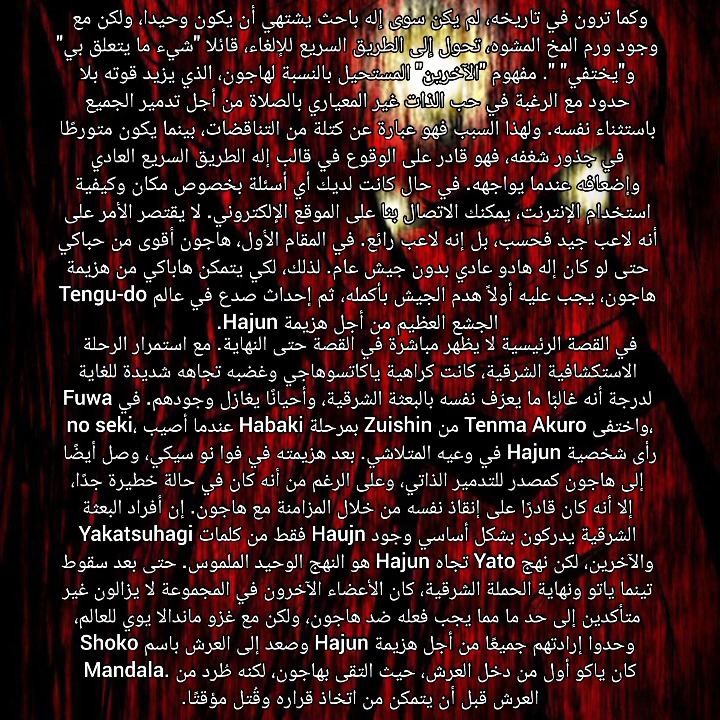 وكما ترون في تاريخه، لم يكن سوى إله باحث يشتهي أن يكون وحيدا، ولكن مع
وجود ورم المخ المشوه، تحول إلى الطريق السريع للإلغاء، قائلا "شيء ما يتعلق بي"
و"يختفي" ". مفهوم "الآخرين" المستحيل بالنسبة لهاجون، الذي يزيد قوته بلا
حدود مع الرغبة في حب الذات غير المعياري بالصلاة من أجل تدمير الجميع
باستثناء نفسه. ولهذا السبب فهو عبارة عن كتلة من التناقضات، بينما يكون متورطًا
في جذور شغفه، فهو قادر على الوقوع في قالب إله الطريق السريع العادي
وإضعافه عندما يواجهه. في حال كانت لديك أي أسئلة بخصوص مكان وكيفية
استخدام الإنترنت، يمكنك الاتصال بنا على الموقع الإلكتروني. لا يقتصر الأمر على
أنه لاعب جيد فحسب، بل إنه لاعب رائع. في المقام الأول، هاجون أقوى من حباكي
حتى لو كان إله هادو عادي بدون جيش عام. لذلك، لكي يتمكن هاباكي من هزيمة
هاجون، يجب عليه أولاً هدم الجيش بأكمله، ثم إحداث صدع في عالم Tengu-do
الجشع العظيم من أجل هزيمة Hajun.
في القصة الرئيسية لا يظهر مباشرة في القصة حتى النهاية. مع استمرار الرحلة
الاستكشافية الشرقية، كانت كراهية ياكاتسوهاجي وغضبه تجاهه شديدة للغاية
لدرجة أنه غالبًا ما يعرّف نفسه بالبعثة الشرقية، وأحيانًا يغازل وجودهم. في Fuwa
no seki، واختفى Tenma Akuro من Zuishin بمرحلة Habaki عندما أصيب،
رأى شخصية Hajun في وعيه المتلاشي. بعد هزيمته في فوا نو سيكي، وصل أيضًا
إلى هاجون كمصدر للتدمير الذاتي، وعلى الرغم من أنه كان في حالة خطيرة جدًا،
إلا أنه كان قادرًا على إنقاذ نفسه من خلال المزامنة مع هاجون. إن أفراد البعثة
الشرقية يدركون بشكل أساسي وجود Haujn فقط من كلمات Yakatsuhagi
والآخرين، لكن نهج Yato تجاه Hajun هو النهج الوحيد الملموس. حتى بعد سقوط
تينما ياتو ونهاية الحملة الشرقية، كان الأعضاء الآخرون في المجموعة لا يزالون غير
متأكدين إلى حد ما مما يجب فعله ضد هاجون، ولكن مع غزو ماندالا يوي للعالم،
وحدوا إرادتهم جميعًا من أجل هزيمة Hajun وصعد إلى العرش باسم Shoko
Mandala. كان ياكو أول من دخل العرش، حيث التقى بهاجون، لكنه طُرد من
العرش قبل أن يتمكن من اتخاذ قراره وقُتل مؤقتًا.